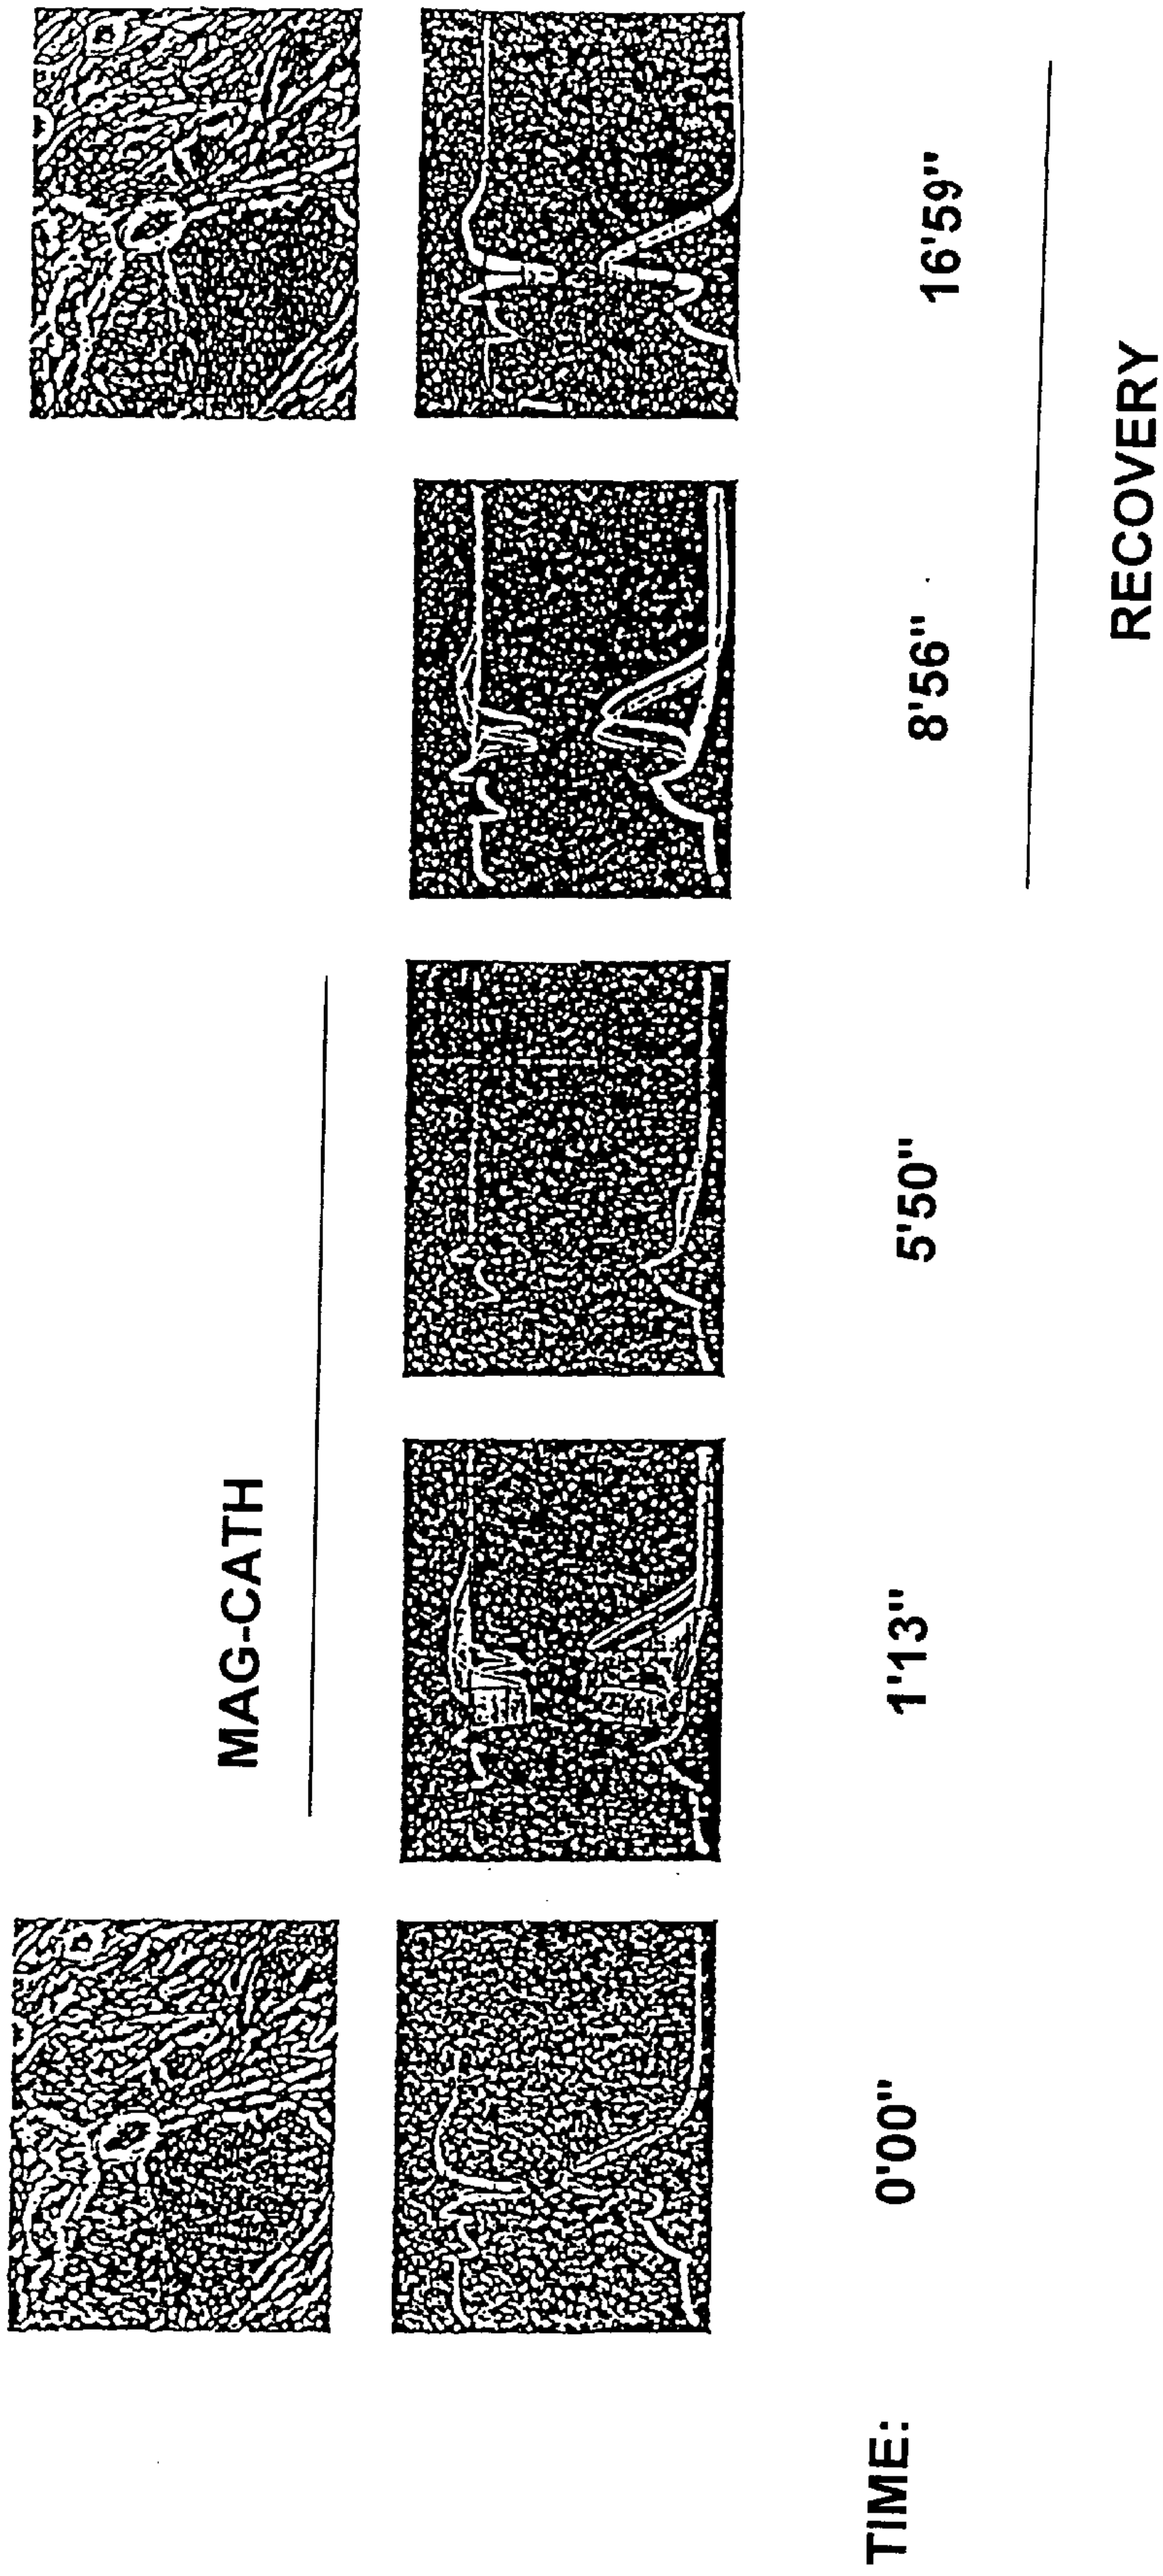 MAG-CATH
TIME:
0'00"
1'13"
5'50"
8'56"
16'59"
RECOVERY